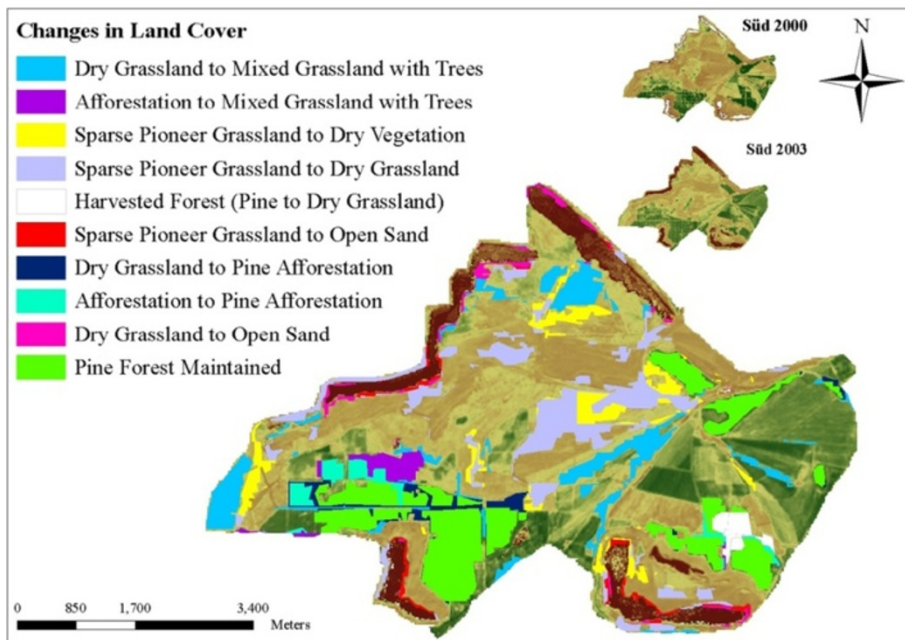 Changes in Land Cover
Dry Grassland to Mixed Grassland with Trees
Afforestation to Mixed Grassland with Trees
Sparse Pioneer Grassland to Dry Vegetation
Sparse Pioneer Grassland to Dry Grassland
Harvested Forest (Pine to Dry Grassland)
Sparse Pioneer Grassland to Open Sand
Dry Grassland to Pine Afforestation
Afforestation to Pine Afforestation
Dry Grassland to Open Sand
Pine Forest Maintained
Süd 2000
N
Süd 2003
0 850 1,700 3,400
Meters